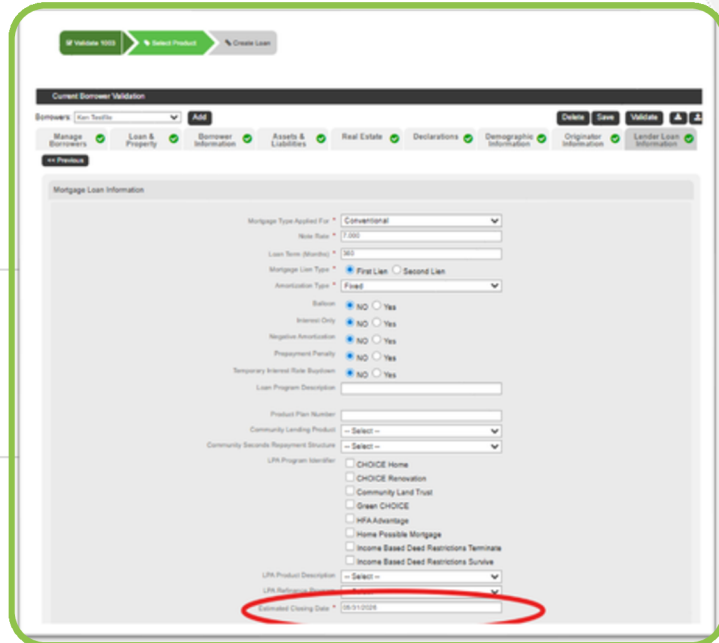 Validate 1003 Select Product Create Loan
Current Borrower Validation
Borrowers: Add Delete Save Validate
Manage Borrowers Loan & Property Borrower Information Assets & Liabilities Real Estate Declarations Demographic Information Originator Information Lender Loan Information
<< Previous
Mortgage Loan Information
Mortgage Type Applied For * Conventional
Note Rate * 7.000
Loan Term (Months) * 360
Mortgage Lien Type * First Lien Second Lien
Amortization Type * Fixed
Balloon NO Yes
Interest Only NO Yes
Negative Amortization NO Yes
Prepayment Penalty NO Yes
Temporary Interest Rate Buydown NO Yes
Loan Program Description
Product Plan Number
Community Lending Product -- Select --
Community Seconds Repayment Structure -- Select --
LPA Program Identifier CHOICE Home
CHOICE Renovation
Community Land Trust
Green CHOICE
HFA Advantage
Home Possible Mortgage
Income Based Deed Restrictions Terminate
Income Based Deed Restrictions Survive
LPA Product Description -- Select --
LPA Refinance -- Select --
Estimated Closing Date *